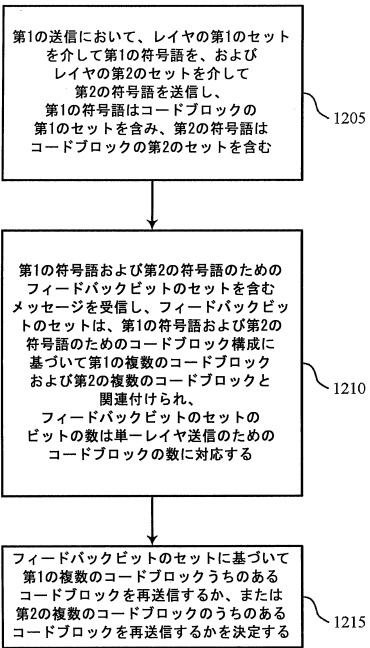 第1の送信において、レイヤの第1のセット
を介して第1の符号語を、および
レイヤの第2のセットを介して
第2の符号語を送信し、
第1の符号語はコードブロックの
第1のセットを含み、第2の符号語は
コードブロックの第2のセットを含む
1205
第1の符号語および第2の符号語のための
フィードバックビットのセットを含む
メッセージを受信し、フィードバックビッ
トのセットは、第1の符号語および第2の
符号語のためのコードブロック構成に
基づいて第1の複数のコードブロック
および第2の複数のコードブロックと
関連付けられ、
フィードバックビットのセットの
ビットの数は単一レイヤ送信のための
コードブロックの数に対応する
1210
フィードバックビットのセットに基づいて
第1の複数のコードブロックうちのある
コードブロックを再送信するか、または
第2の複数のコードブロックのうちのある
コードブロックを再送信するかを決定する
1215